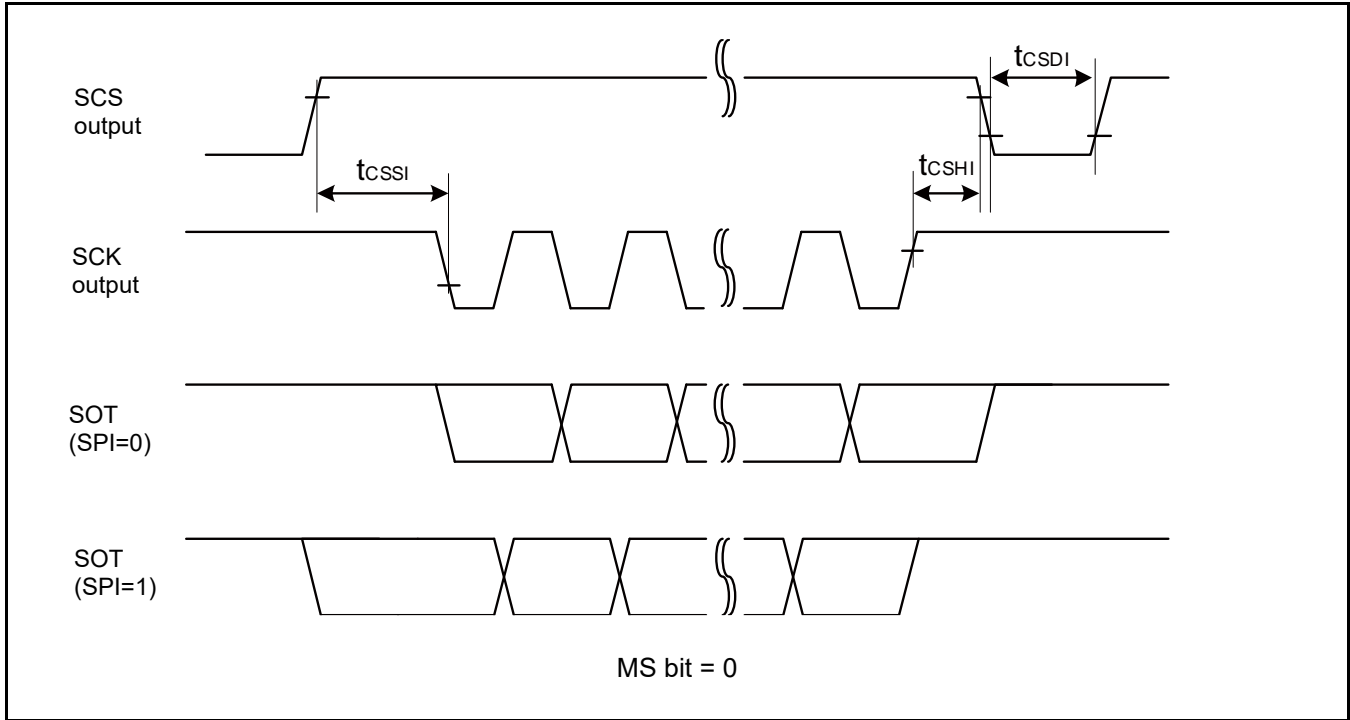 tCSDI
SCS
output
tCSSI
tCSHI
SCK
output
SOT
(SPI=0)
SOT
(SPI=1)
MS bit = 0